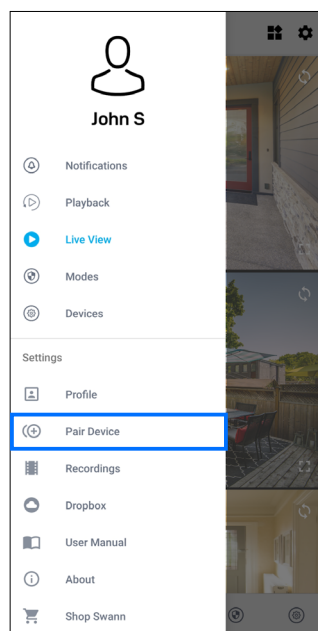 John S
Notifications
Playback
Live View
Modes
Devices
Settings
Profile
Pair Device
Recordings
Dropbox
User Manual
About
Shop Swann